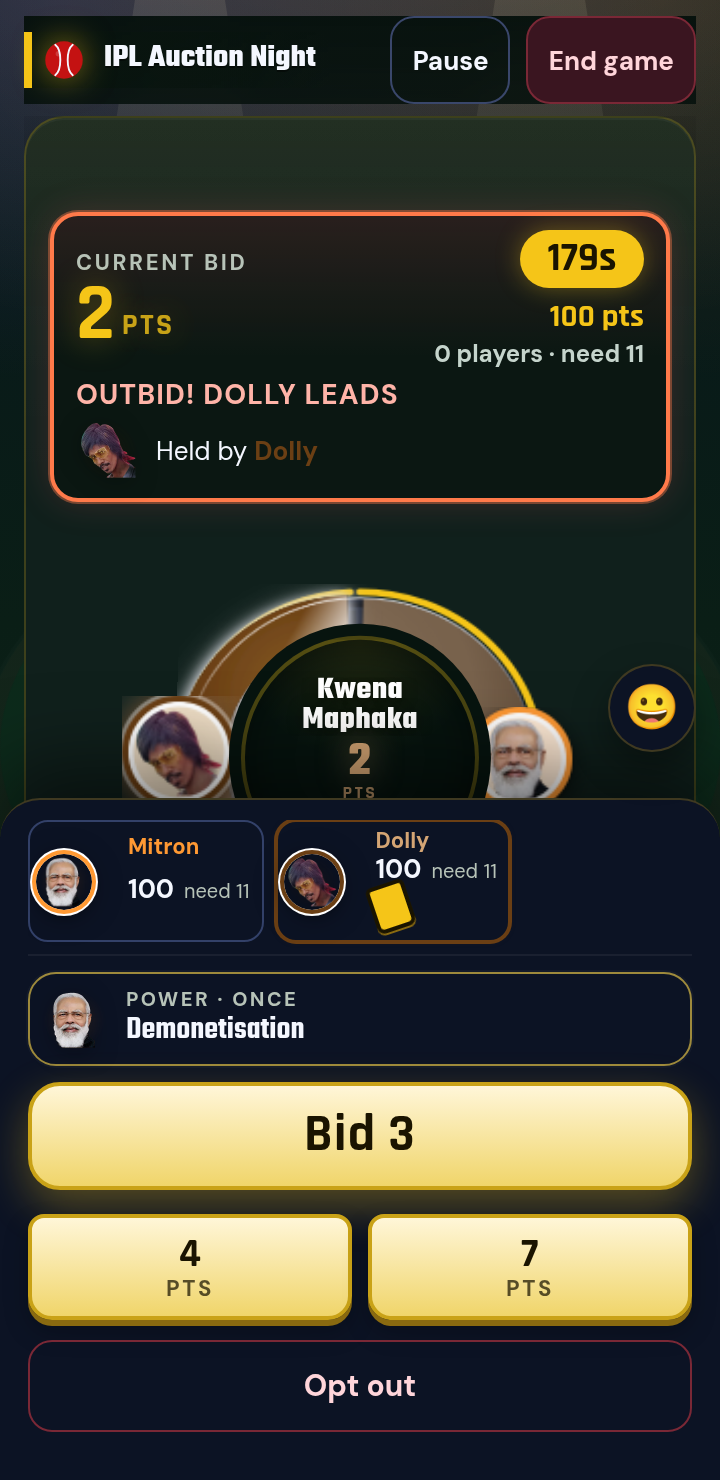 IPL Auction Night
Pause
End game
CURRENT BID
179s
2 PTS
100 pts
0 players · need 11
OUTBID! DOLLY LEADS
Held by Dolly
Kwena
Maphaka
2
PTS
Mitron
100 need 11
Dolly
100 need 11
POWER · ONCE
Demonetisation
Bid 3
4
PTS
7
PTS
Opt out